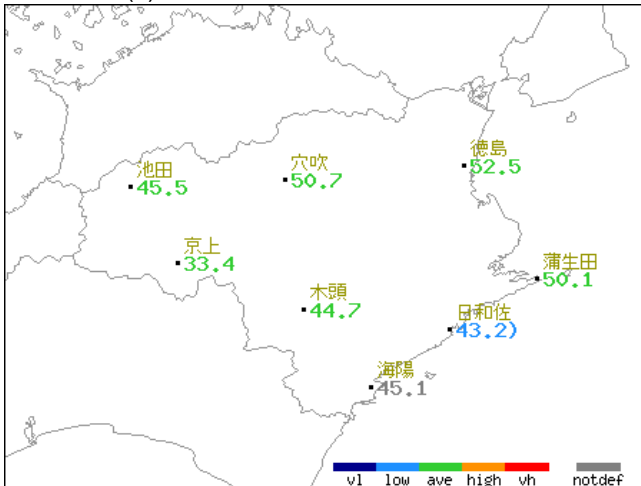 徳島
52.5
穴吹
50.7
池田
45.5
京上
33.4
蒲生田
50.1
木頭
44.7
日和佐
43.2)
海陽
45.1
vl low ave high vh notdef